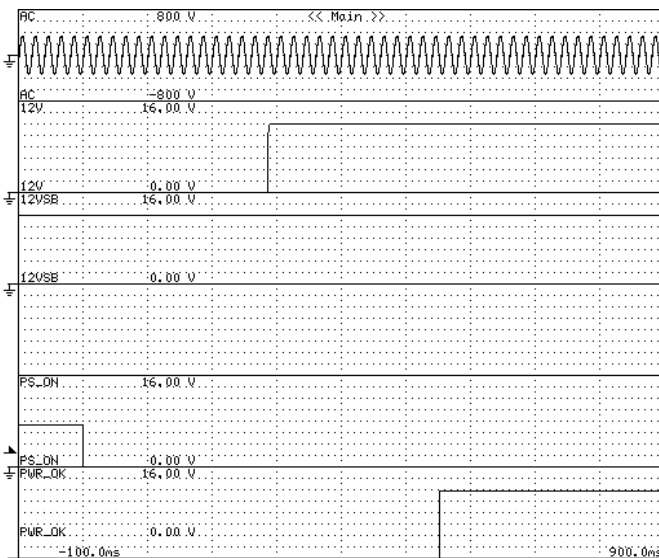 AC 800 V << Main >>
AC -800 V
12V 16.00 V
12V 0.00 V
12VSB 16.00 V
12VSB 0.00 V
PS_ON 16.00 V
PS_ON 0.00 V
PWR_OK 16.00 V
PWR_OK 0.00 V
-100.0ms 900.0ms